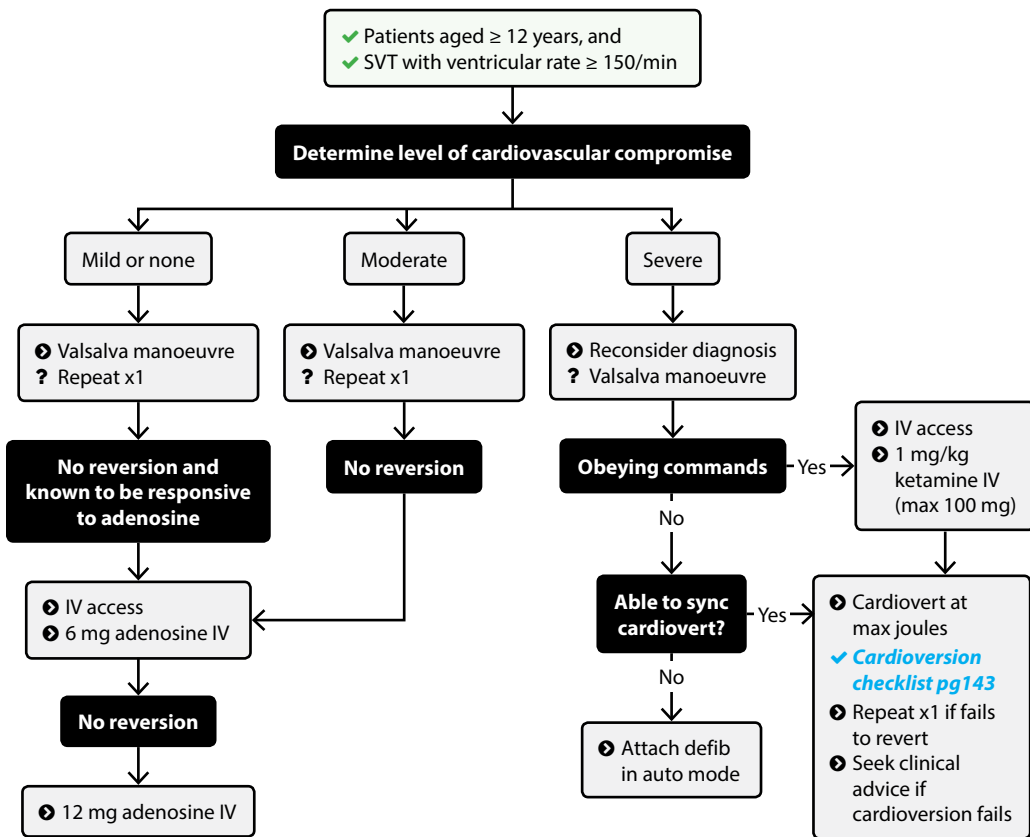 Patients aged ≥ 12 years, and
SVT with ventricular rate ≥ 150/min
Determine level of cardiovascular compromise
Mild or none
Moderate
Severe
Valsalva manoeuvre
? Repeat x1
Valsalva manoeuvre
? Repeat x1
Reconsider diagnosis
? Valsalva manoeuvre
No reversion and
known to be responsive
to adenosine
No reversion
Obeying commands
Yes
IV access
1 mg/kg
ketamine IV
(max 100 mg)
No
IV access
6 mg adenosine IV
Able to sync
cardiovert?
Yes
Cardiovert at
max joules
Cardioversion
checklist pg143
Repeat x1 if fails
to revert
Seek clinical
advice if
cardioversion fails
No
No reversion
Attach defib
in auto mode
12 mg adenosine IV